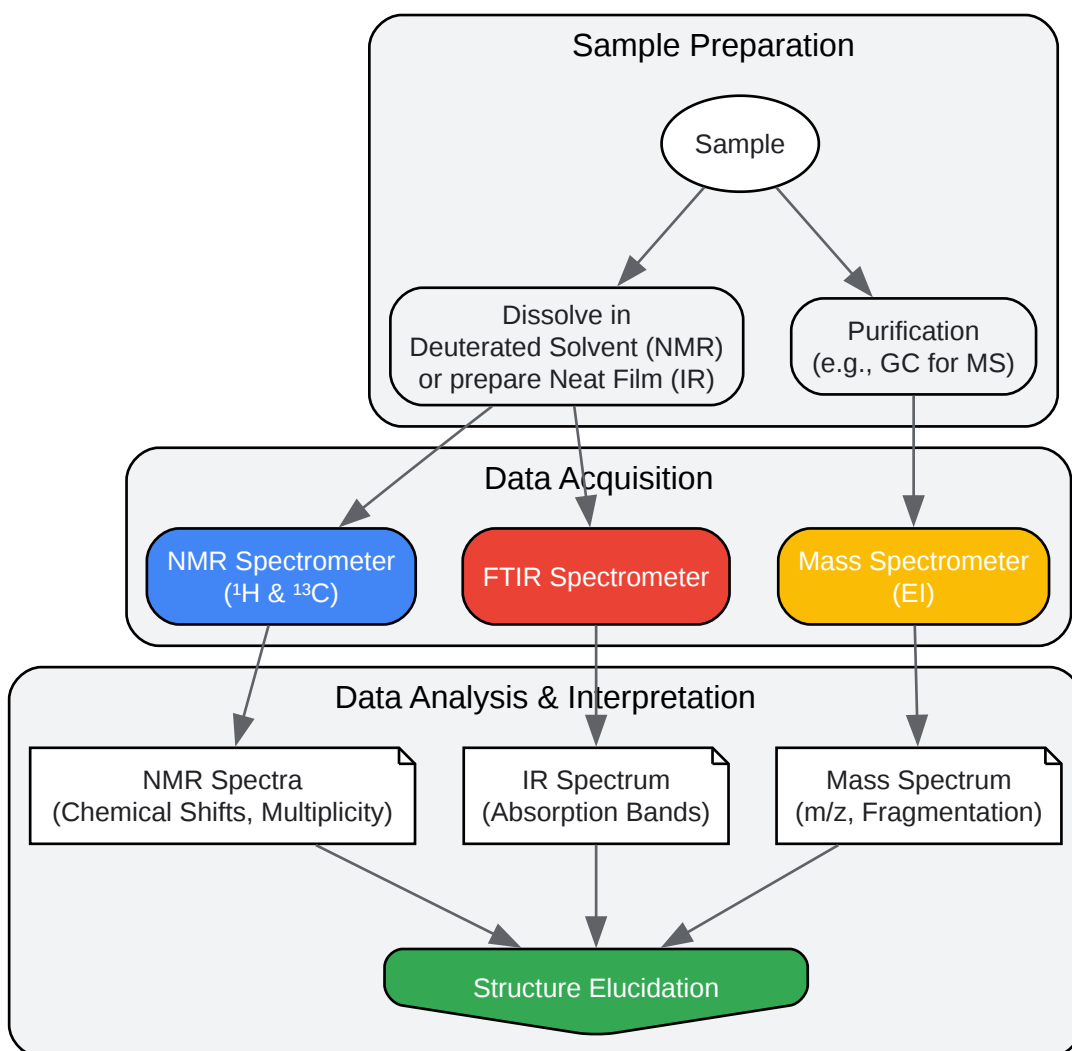 Sample Preparation
Sample
Dissolve in
Deuterated Solvent (NMR)
or prepare Neat Film (IR)
Purification
(e.g., GC for MS)
Data Acquisition
NMR Spectrometer
(¹H & ¹³C)
FTIR Spectrometer
Mass Spectrometer
(EI)
Data Analysis & Interpretation
NMR Spectra
(Chemical Shifts, Multiplicity)
IR Spectrum
(Absorption Bands)
Mass Spectrum
(m/z, Fragmentation)
Structure Elucidation